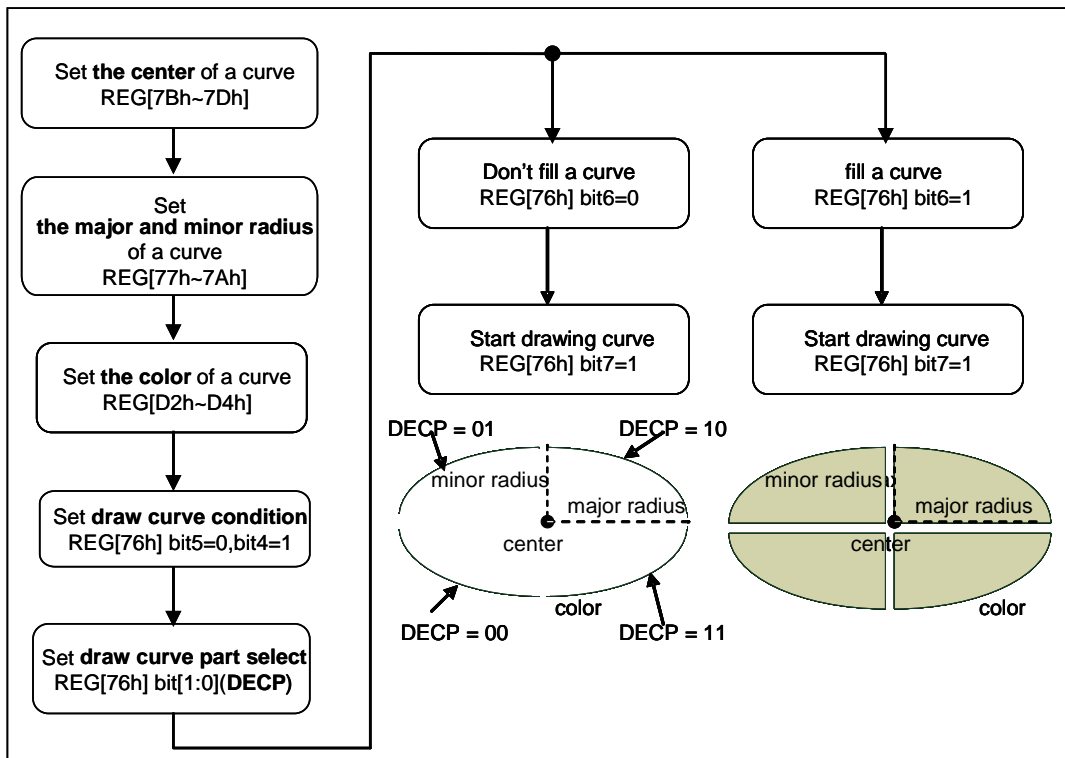 Set the center of a curve
REG[7Bh~7Dh]
Set
the major and minor radius
of a curve
REG[77h~7Ah]
Set the color of a curve
REG[D2h~D4h]
Set draw curve condition
REG[76h] bit5=0,bit4=1
Set draw curve part select
REG[76h] bit[1:0](DECP)
Don't fill a curve
REG[76h] bit6=0
Start drawing curve
REG[76h] bit7=1
fill a curve
REG[76h] bit6=1
Start drawing curve
REG[76h] bit7=1
DECP = 01
DECP = 10
minor radius
major radius
center
color
DECP = 00
DECP = 11
minor radius
major radius
center
color